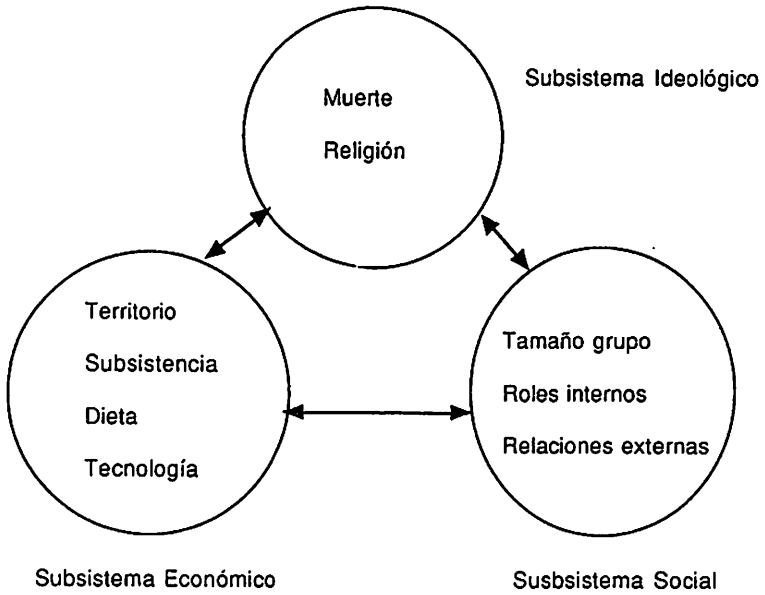 Muerte
Religión
Subsistema Ideológico
Territorio
Subsistencia
Dieta
Tecnología
Subsistema Económico
Tamaño grupo
Roles internos
Relaciones externas
Susbsistema Social